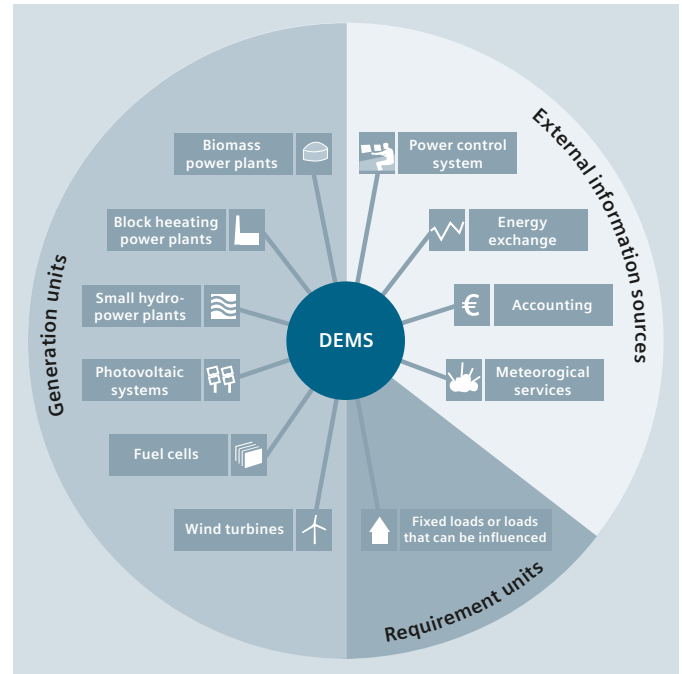 Generation units
Biomass
power plants
Block heeating
power plants
Small hydro-
power plants
Photovoltaic
systems
Fuel cells
Wind turbines
DEMS
External information sources
Power control
system
Energy
exchange
€
Accounting
Meteorogical
services
Fixed loads or loads
that can be influenced
Requirement units